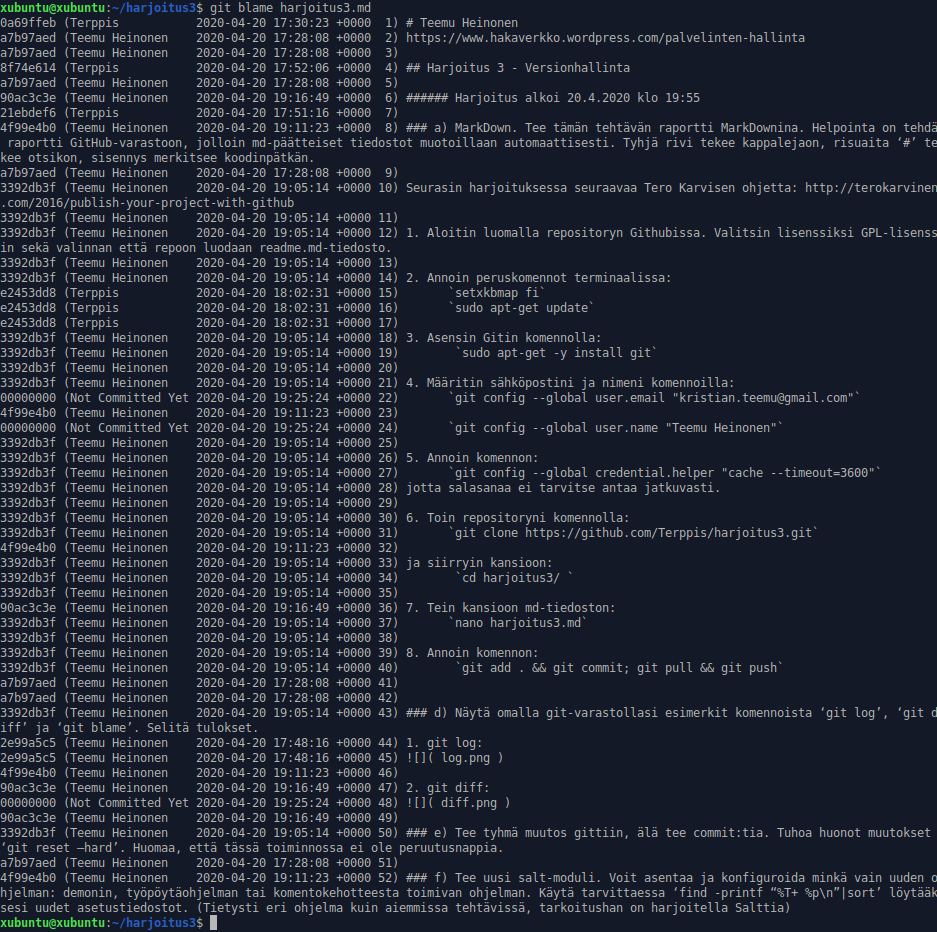 xubuntu@xubuntu:~/harjoitus3$ git blame harjoitus3.md
0a69ffeb (Terppis           2020-04-20 17:30:23 +0000  1) # Teemu Heinonen
a7b97aed (Teemu Heinonen    2020-04-20 17:28:08 +0000  2) https://www.hakaverkko.wordpress.com/palvelinten-hallinta
a7b97aed (Teemu Heinonen    2020-04-20 17:28:08 +0000  3)
8f74e614 (Terppis           2020-04-20 17:52:06 +0000  4) ## Harjoitus 3 - Versionhallinta
a7b97aed (Teemu Heinonen    2020-04-20 17:28:08 +0000  5)
90ac3c3e (Teemu Heinonen    2020-04-20 19:16:49 +0000  6) ###### Harjoitus alkoi 20.4.2020 klo 19:55
21ebdef6 (Terppis           2020-04-20 17:51:16 +0000  7)
4f99e4b0 (Teemu Heinonen    2020-04-20 19:11:23 +0000  8) ### a) MarkDown. Tee tämän tehtävän raportti MarkDownina. Helpointa on tehdä
 raportti GitHub-varastoon, jolloin md-päätteiset tiedostot muotoillaan automaattisesti. Tyhjä rivi tekee kappalejaon, risuaita ‘#’ te
kee otsikon, sisennys merkitsee koodinpätkän.
a7b97aed (Teemu Heinonen    2020-04-20 17:28:08 +0000  9)
3392db3f (Teemu Heinonen    2020-04-20 19:05:14 +0000 10) Seurasin harjoituksessa seuraavaa Tero Karvisen ohjetta: http://terokarvinen
.com/2016/publish-your-project-with-github
3392db3f (Teemu Heinonen    2020-04-20 19:05:14 +0000 11)
3392db3f (Teemu Heinonen    2020-04-20 19:05:14 +0000 12) 1. Aloitin luomalla repositoryn Githubissa. Valitsin lisenssiksi GPL-lisenss
in sekä valinnan että repoon luodaan readme.md-tiedosto.
3392db3f (Teemu Heinonen    2020-04-20 19:05:14 +0000 13)
3392db3f (Teemu Heinonen    2020-04-20 19:05:14 +0000 14) 2. Annoin peruskomennot terminaalissa:
e2453dd8 (Terppis           2020-04-20 18:02:31 +0000 15)       `setxkbmap fi`
e2453dd8 (Terppis           2020-04-20 18:02:31 +0000 16)       `sudo apt-get update`
e2453dd8 (Terppis           2020-04-20 18:02:31 +0000 17)
3392db3f (Teemu Heinonen    2020-04-20 19:05:14 +0000 18) 3. Asensin Gitin komennolla:
3392db3f (Teemu Heinonen    2020-04-20 19:05:14 +0000 19)        `sudo apt-get -y install git`
3392db3f (Teemu Heinonen    2020-04-20 19:05:14 +0000 20)
3392db3f (Teemu Heinonen    2020-04-20 19:05:14 +0000 21) 4. Määritin sähköpostini ja nimeni komennoilla:
00000000 (Not Committed Yet 2020-04-20 19:25:24 +0000 22)       `git config --global user.email "kristian.teemu@gmail.com"`
4f99e4b0 (Teemu Heinonen    2020-04-20 19:11:23 +0000 23)
00000000 (Not Committed Yet 2020-04-20 19:25:24 +0000 24)       `git config --global user.name "Teemu Heinonen"`
3392db3f (Teemu Heinonen    2020-04-20 19:05:14 +0000 25)
3392db3f (Teemu Heinonen    2020-04-20 19:05:14 +0000 26) 5. Annoin komennon:
3392db3f (Teemu Heinonen    2020-04-20 19:05:14 +0000 27)       `git config --global credential.helper "cache --timeout=3600"`
3392db3f (Teemu Heinonen    2020-04-20 19:05:14 +0000 28) jotta salasanaa ei tarvitse antaa jatkuvasti.
3392db3f (Teemu Heinonen    2020-04-20 19:05:14 +0000 29)
3392db3f (Teemu Heinonen    2020-04-20 19:05:14 +0000 30) 6. Toin repositoryni komennolla:
3392db3f (Teemu Heinonen    2020-04-20 19:05:14 +0000 31)       `git clone https://github.com/Terppis/harjoitus3.git`
4f99e4b0 (Teemu Heinonen    2020-04-20 19:11:23 +0000 32)
3392db3f (Teemu Heinonen    2020-04-20 19:05:14 +0000 33) ja siirryin kansioon:
3392db3f (Teemu Heinonen    2020-04-20 19:05:14 +0000 34)        `cd harjoitus3/ `
3392db3f (Teemu Heinonen    2020-04-20 19:05:14 +0000 35)
90ac3c3e (Teemu Heinonen    2020-04-20 19:16:49 +0000 36) 7. Tein kansioon md-tiedoston:
3392db3f (Teemu Heinonen    2020-04-20 19:05:14 +0000 37)       `nano harjoitus3.md`
3392db3f (Teemu Heinonen    2020-04-20 19:05:14 +0000 38)
3392db3f (Teemu Heinonen    2020-04-20 19:05:14 +0000 39) 8. Annoin komennon:
3392db3f (Teemu Heinonen    2020-04-20 19:05:14 +0000 40)        `git add . && git commit; git pull && git push`
a7b97aed (Teemu Heinonen    2020-04-20 17:28:08 +0000 41)
a7b97aed (Teemu Heinonen    2020-04-20 17:28:08 +0000 42)
3392db3f (Teemu Heinonen    2020-04-20 19:05:14 +0000 43) ### d) Näytä omalla git-varastollasi esimerkit komennoista ‘git log’, ‘git d
iff’ ja ‘git blame’. Selitä tulokset.
2e99a5c5 (Teemu Heinonen    2020-04-20 17:48:16 +0000 44) 1. git log:
2e99a5c5 (Teemu Heinonen    2020-04-20 17:48:16 +0000 45) ![]( log.png )
4f99e4b0 (Teemu Heinonen    2020-04-20 19:11:23 +0000 46)
90ac3c3e (Teemu Heinonen    2020-04-20 19:16:49 +0000 47) 2. git diff:
00000000 (Not Committed Yet 2020-04-20 19:25:24 +0000 48) ![]( diff.png )
90ac3c3e (Teemu Heinonen    2020-04-20 19:16:49 +0000 49)
3392db3f (Teemu Heinonen    2020-04-20 19:05:14 +0000 50) ### e) Tee tyhmä muutos gittiin, älä tee commit:tia. Tuhoa huonot muutokset
‘git reset –hard’. Huomaa, että tässä toiminnossa ei ole peruutusnappia.
a7b97aed (Teemu Heinonen    2020-04-20 17:28:08 +0000 51)
4f99e4b0 (Teemu Heinonen    2020-04-20 19:11:23 +0000 52) ### f) Tee uusi salt-moduli. Voit asentaa ja konfiguroida minkä vain uuden o
hjelman: demonin, työpöytäohjelman tai komentokehotteesta toimivan ohjelman. Käytä tarvittaessa ‘find -printf “%T+ %p\n”|sort’ löytääk
sesi uudet asetustiedostot. (Tietysti eri ohjelma kuin aiemmissa tehtävissä, tarkoitushan on harjoitella Salttia)
xubuntu@xubuntu:~/harjoitus3$